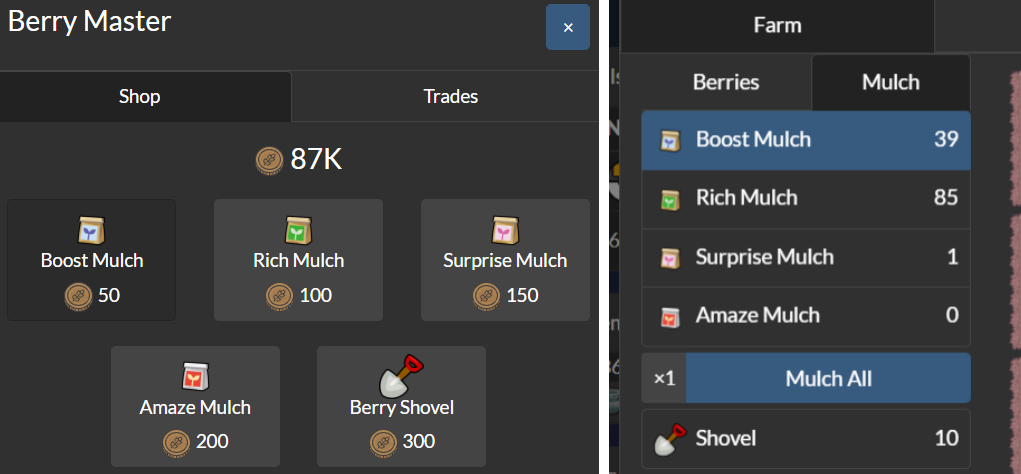 Berry Master
×
Shop
Trades
87K
Boost Mulch
50
Rich Mulch
100
Surprise Mulch
150
Amaze Mulch
200
Berry Shovel
300
Farm
Berries
Mulch
Boost Mulch
39
Rich Mulch
85
Surprise Mulch
1
Amaze Mulch
0
×1
Mulch All
Shovel
10